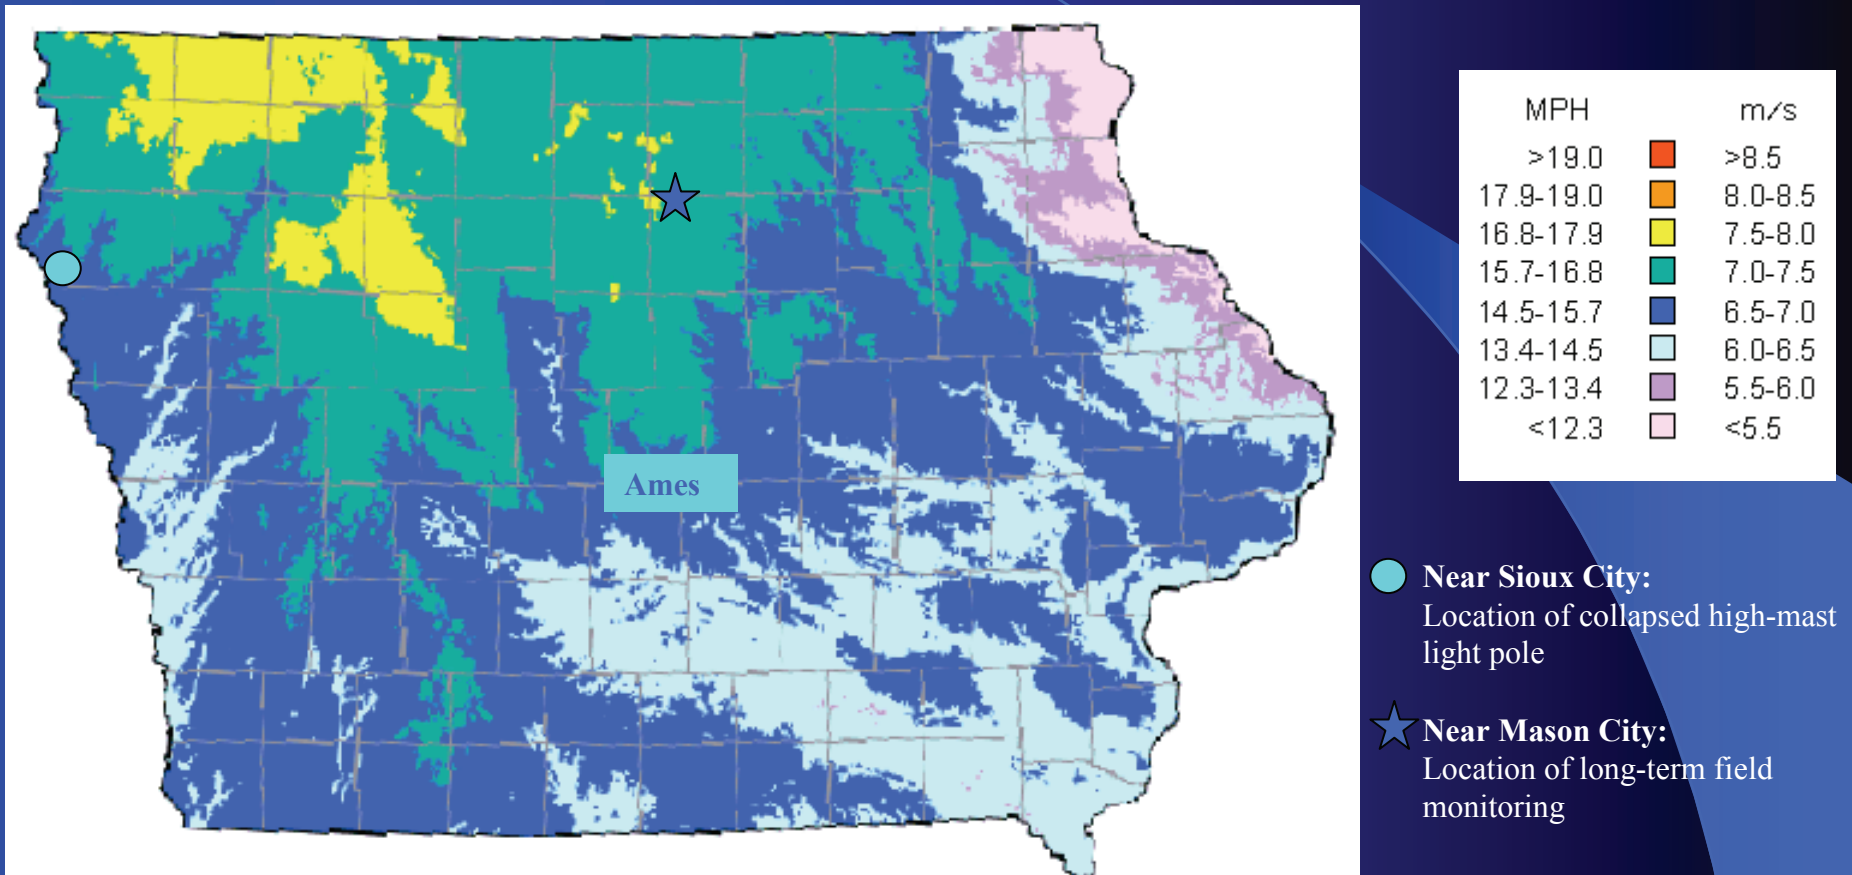 Ames
MPH m/s
>19.0 >8.5
17.9-19.0 8.0-8.5
16.8-17.9 7.5-8.0
15.7-16.8 7.0-7.5
14.5-15.7 6.5-7.0
13.4-14.5 6.0-6.5
12.3-13.4 5.5-6.0
<12.3 <5.5
Near Sioux City:
Location of collapsed high-mast
light pole
Near Mason City:
Location of long-term field
monitoring